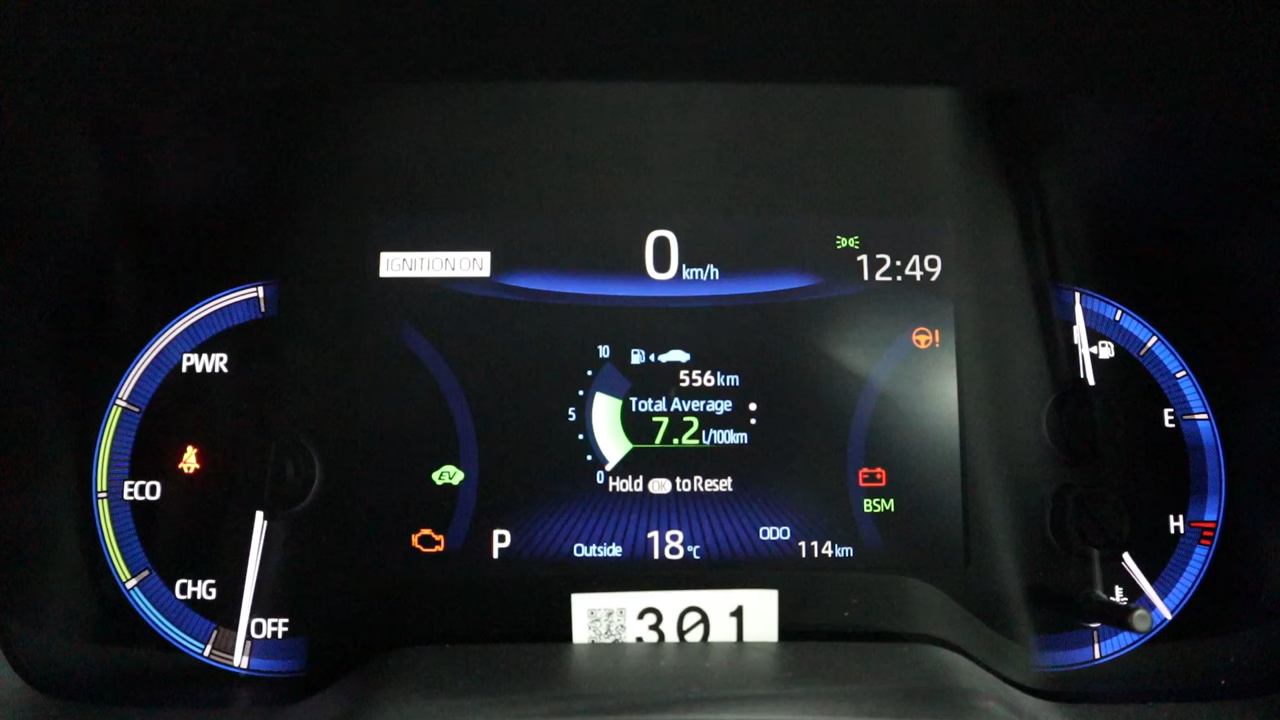 0 km/h
IGNITION ON
12:49
PWR
10
556 km
Total Average
5
7.2 l/100km
E
EV
0
Hold OK to Reset
ECO
BSM
H
P
Outside 18 °C
ODO
114 km
CHG
OFF
301